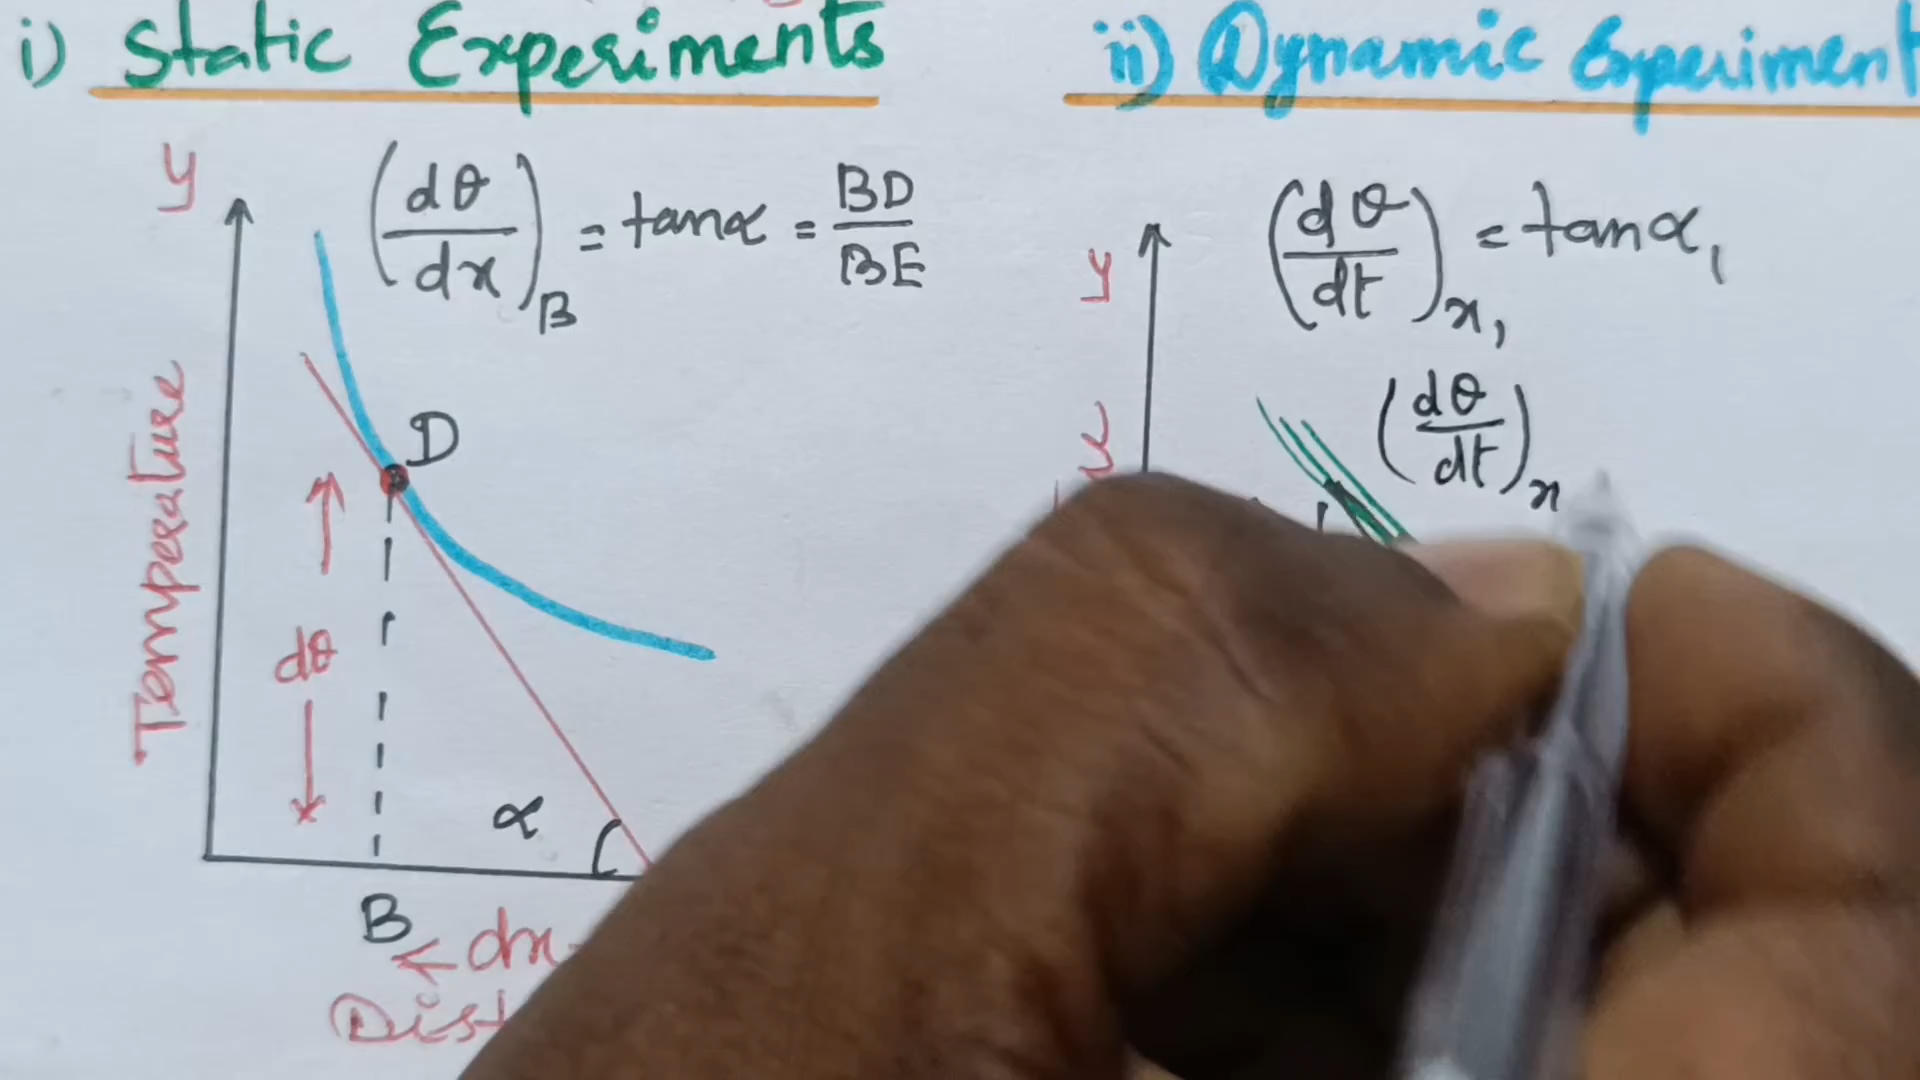 i) Static Experiments
y
(dθ/dx)B = tanα = BD/BE
D
Temperature
dθ
α
B
dx
ii) Dynamic Experiment
y
(dθ/dt)x₁ = tanα₁
(dθ/dt)x